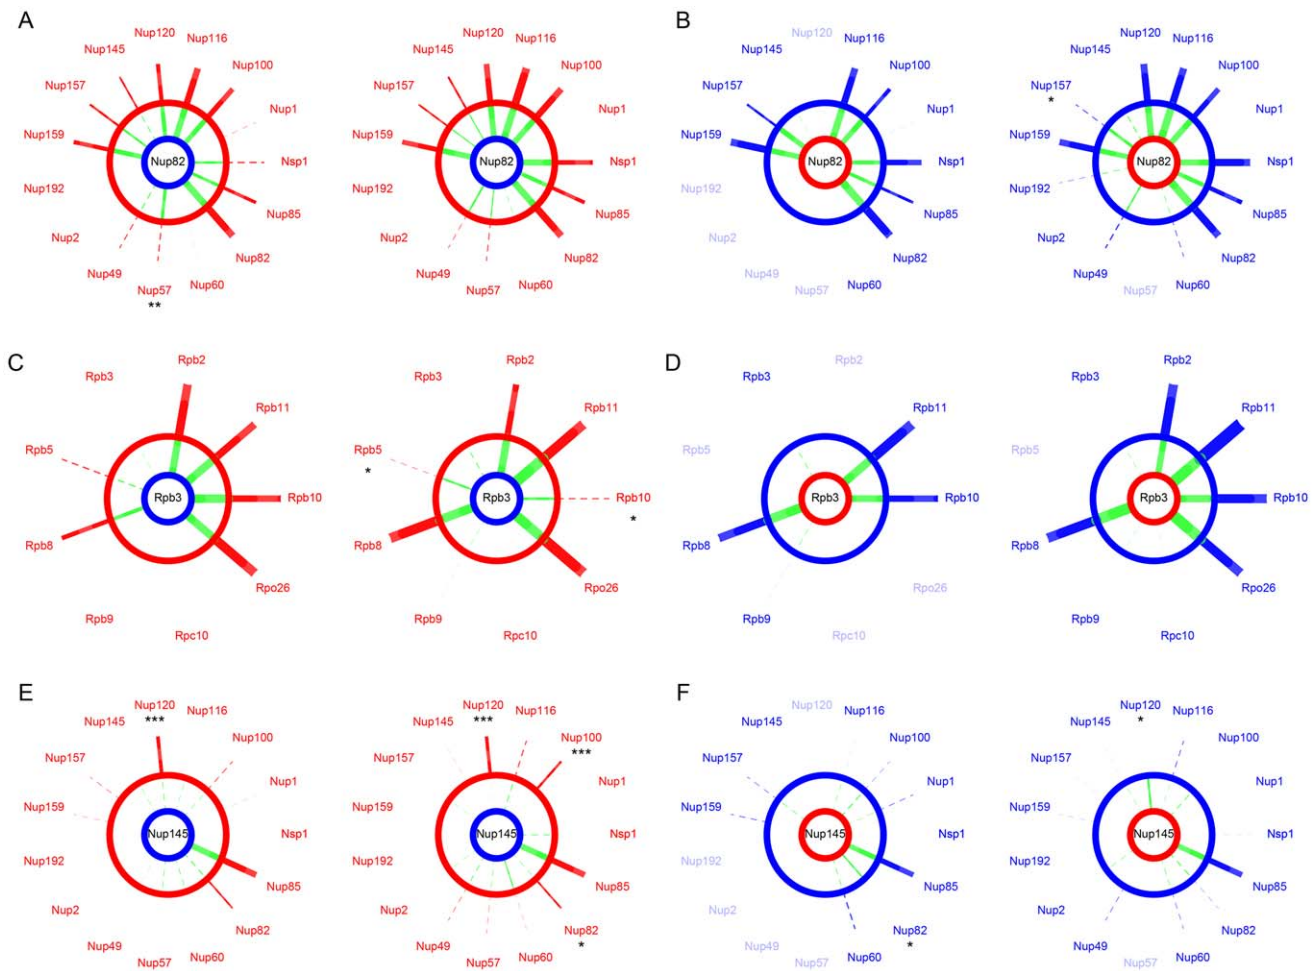 A
Nup120
Nup116
Nup145
Nup100
Nup157
Nup1
Nup159
Nup82
Nsp1
Nup192
Nup85
Nup2
Nup82
Nup49
Nup57
**
Nup60
Nup120
Nup116
Nup145
Nup100
Nup157
Nup1
Nup159
Nup82
Nsp1
Nup192
Nup85
Nup2
Nup82
Nup49
Nup57
Nup60
B
Nup120
Nup116
Nup145
Nup100
Nup157
Nup1
Nup159
Nup82
Nsp1
Nup192
Nup85
Nup2
Nup82
Nup49
Nup57
Nup60
Nup120
Nup116
Nup145
Nup100
Nup157
*
Nup1
Nup159
Nup82
Nsp1
Nup192
Nup85
Nup2
Nup82
Nup49
Nup57
Nup60
C
Rpb2
Rpb3
Rpb11
Rpb5
Rpb3
Rpb10
Rpb8
Rpo26
Rpb9
Rpc10
Rpb2
Rpb3
Rpb11
Rpb5
*
Rpb3
Rpb10
*
Rpb8
Rpo26
Rpb9
Rpc10
D
Rpb2
Rpb3
Rpb11
Rpb5
Rpb3
Rpb10
Rpb8
Rpo26
Rpb9
Rpc10
Rpb2
Rpb3
Rpb11
Rpb5
Rpb3
Rpb10
Rpb8
Rpo26
Rpb9
Rpc10
E
Nup120
***
Nup116
Nup145
Nup100
Nup157
Nup1
Nup159
Nup145
Nsp1
Nup192
Nup85
Nup2
Nup82
Nup49
Nup57
Nup60
Nup120
***
Nup116
Nup145
Nup100
***
Nup157
Nup1
Nup159
Nup145
Nsp1
Nup192
Nup85
Nup2
Nup82
*
Nup49
Nup57
Nup60
F
Nup120
Nup116
Nup145
Nup100
Nup157
Nup1
Nup159
Nup145
Nsp1
Nup192
Nup85
Nup2
Nup82
*
Nup49
Nup57
Nup60
Nup120
*
Nup116
Nup145
Nup100
Nup157
Nup1
Nup159
Nup145
Nsp1
Nup192
Nup85
Nup2
Nup82
Nup49
Nup57
Nup60